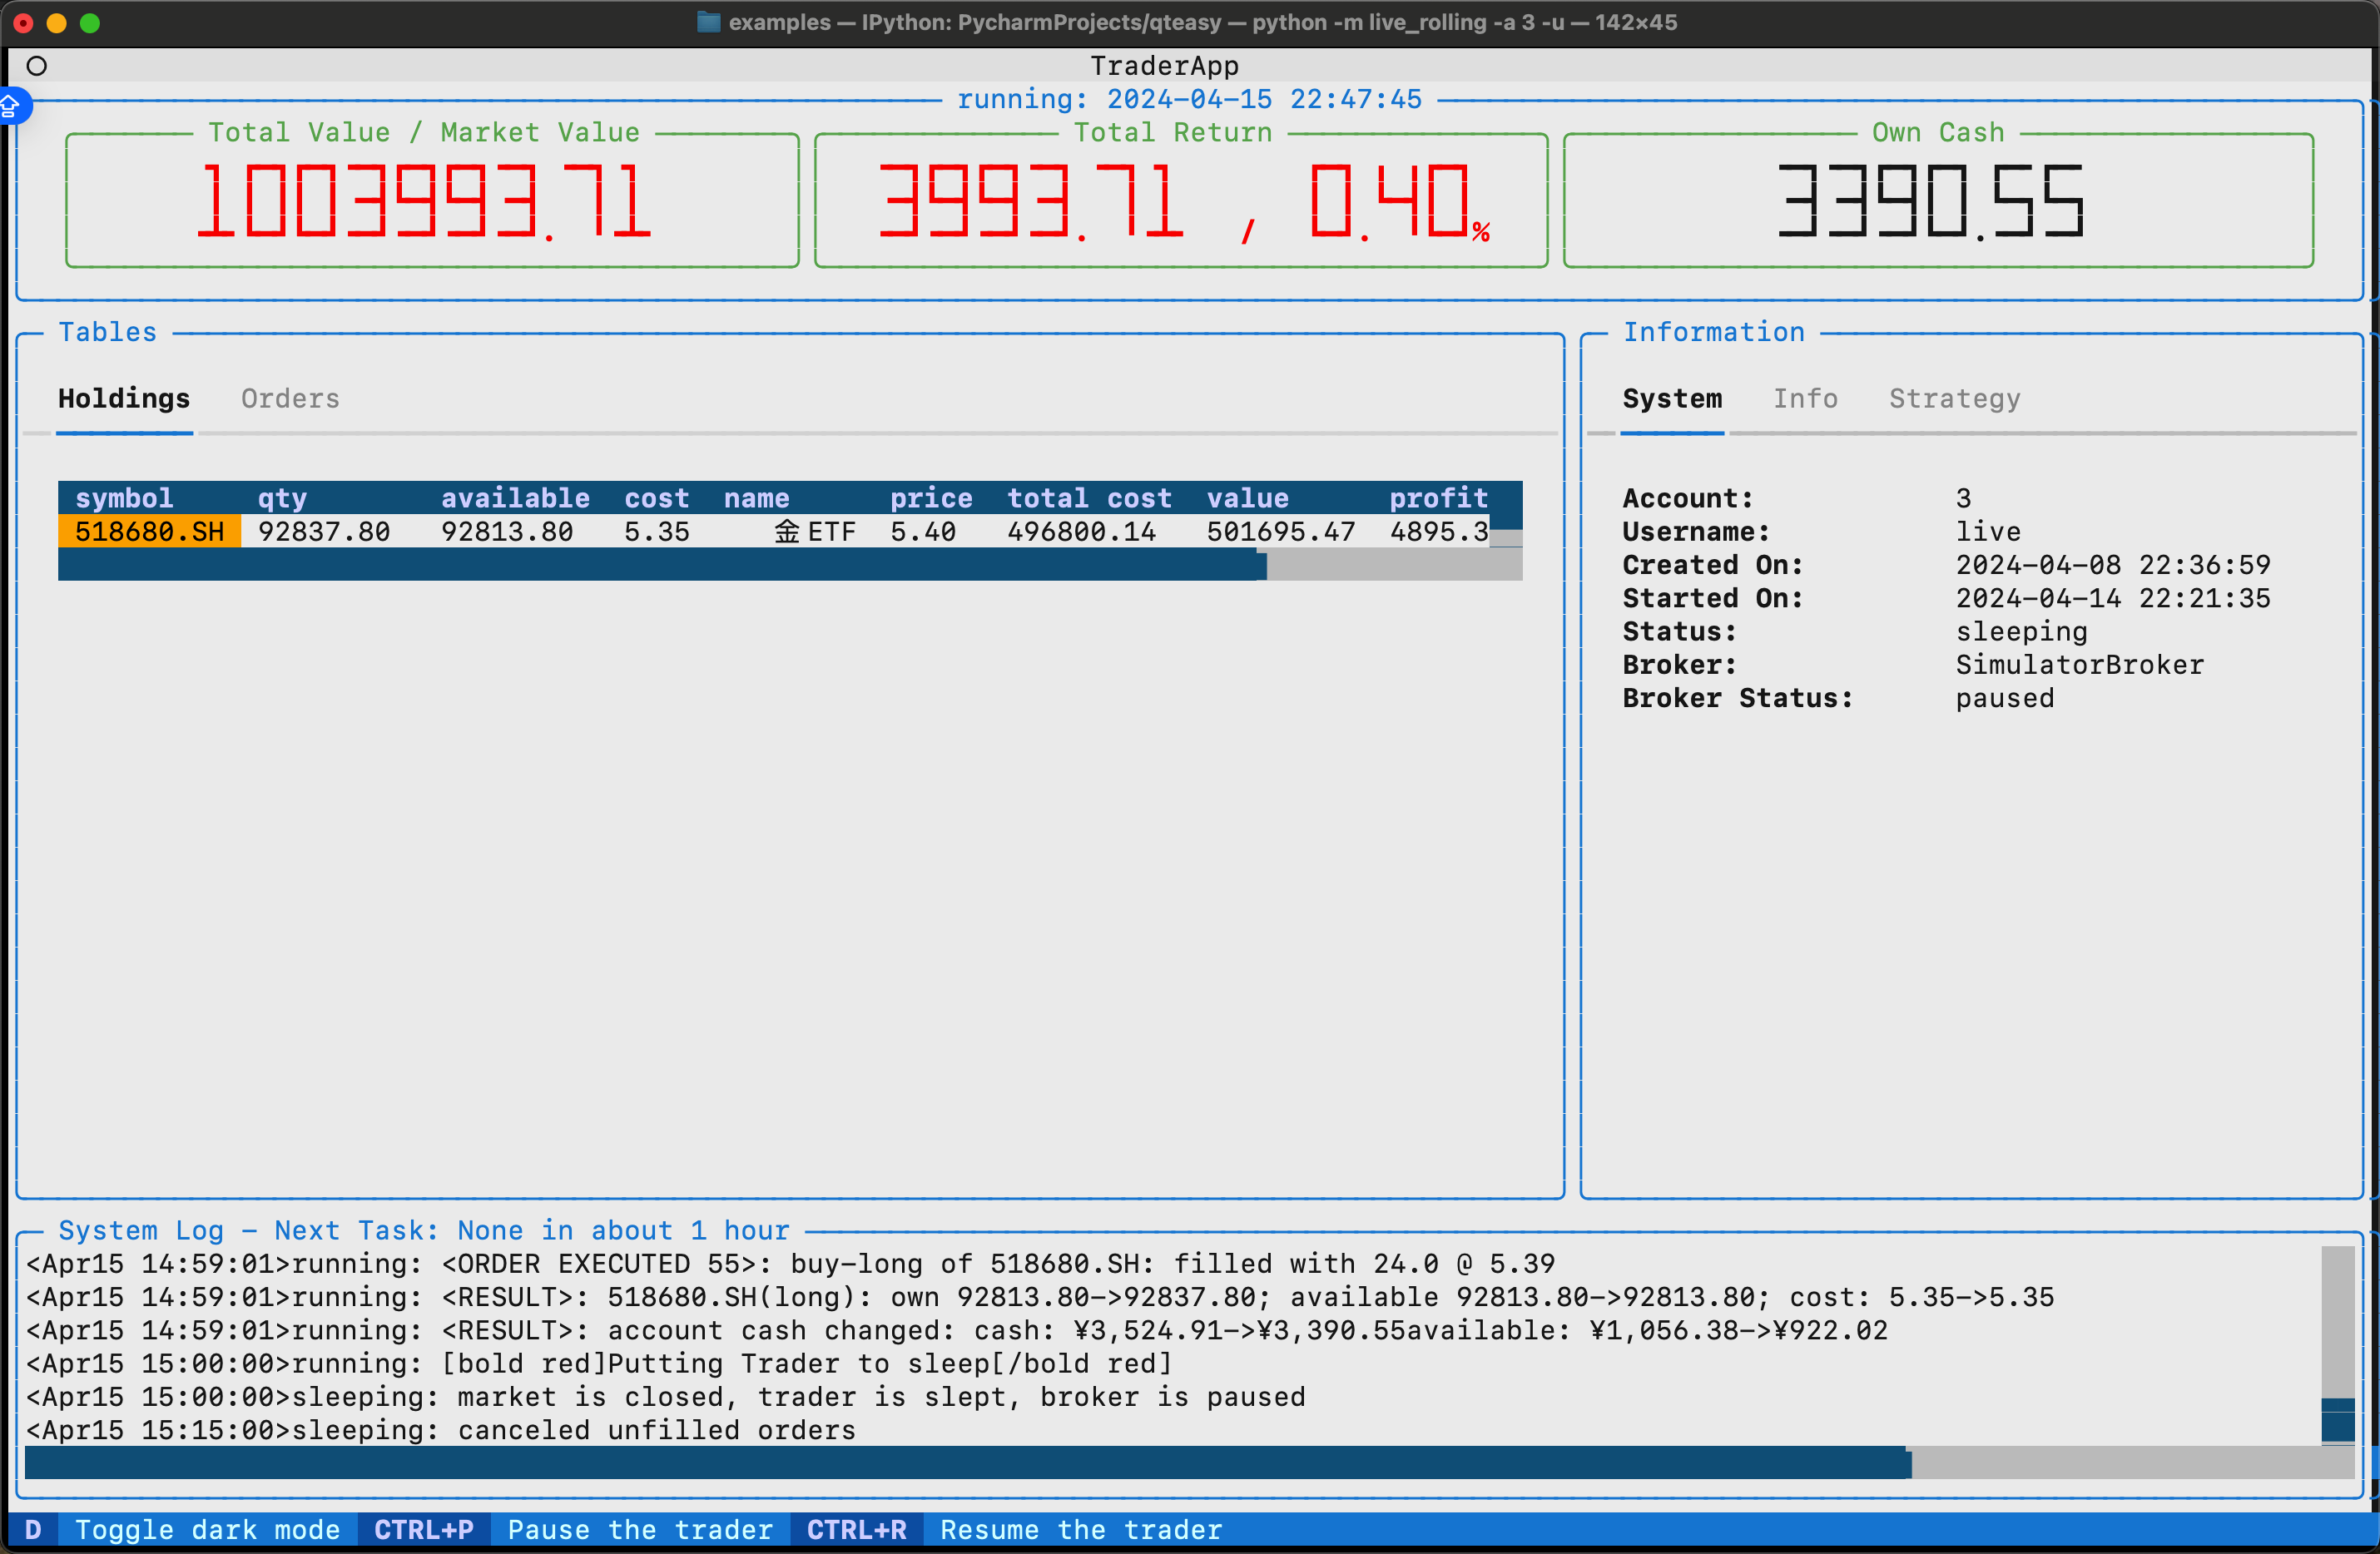 examples — IPython: PycharmProjects/qteasy — python -m live_rolling -a 3 -u — 142×45
TraderApp
running: 2024-04-15 22:47:45
Total Value / Market Value
1003993.71
Total Return
3993.71 / 0.40%
Own Cash
3390.55
Tables
Holdings Orders
symbol qty available cost name price total cost value profit
518680.SH 92837.80 92813.80 5.35 金ETF 5.40 496800.14 501695.47 4895.3
Information
System Info Strategy
Account: 3
Username: live
Created On: 2024-04-08 22:36:59
Started On: 2024-04-14 22:21:35
Status: sleeping
Broker: SimulatorBroker
Broker Status: paused
System Log - Next Task: None in about 1 hour
<Apr15 14:59:01>running: <ORDER EXECUTED 55>: buy-long of 518680.SH: filled with 24.0 @ 5.39
<Apr15 14:59:01>running: <RESULT>: 518680.SH(long): own 92813.80->92837.80; available 92813.80->92813.80; cost: 5.35->5.35
<Apr15 14:59:01>running: <RESULT>: account cash changed: cash: ¥3,524.91->¥3,390.55available: ¥1,056.38->¥922.02
<Apr15 15:00:00>running: [bold red]Putting Trader to sleep[/bold red]
<Apr15 15:00:00>sleeping: market is closed, trader is slept, broker is paused
<Apr15 15:15:00>sleeping: canceled unfilled orders
D Toggle dark mode CTRL+P Pause the trader CTRL+R Resume the trader